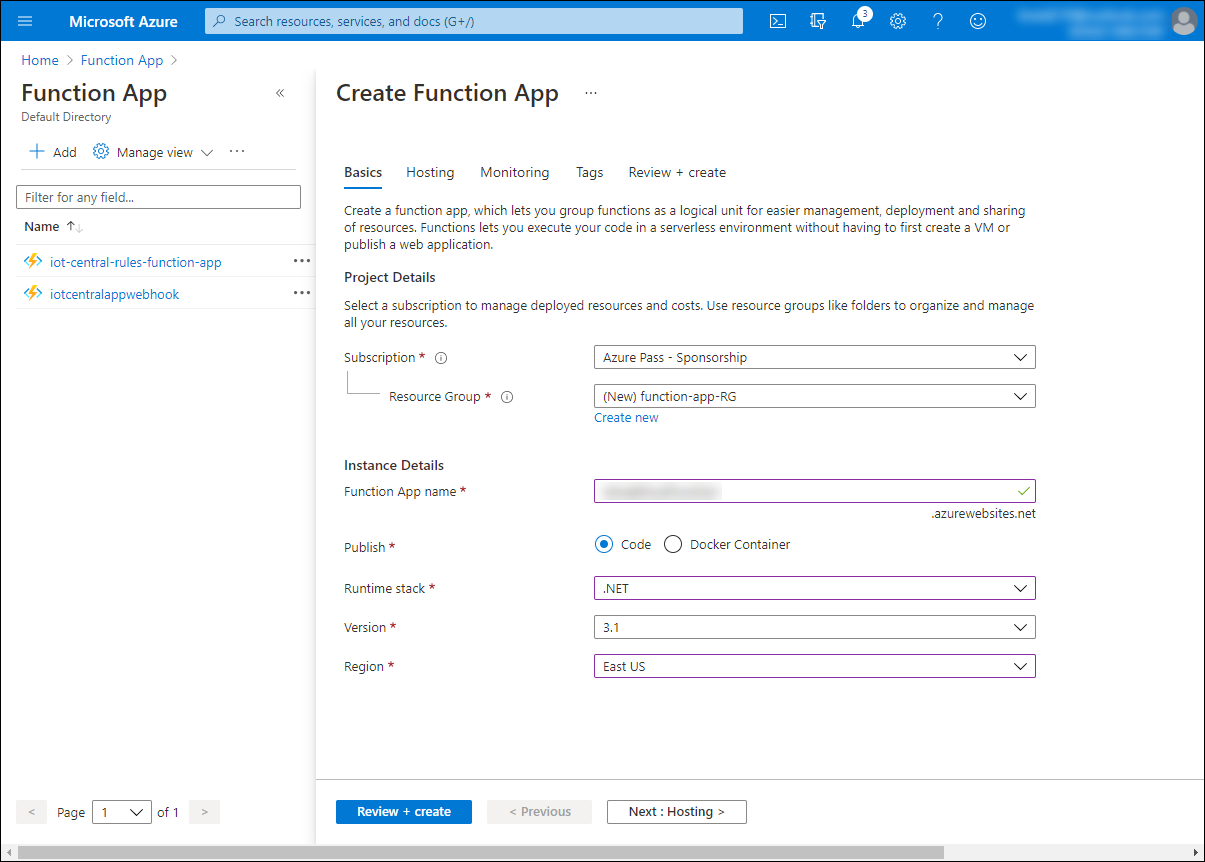 Microsoft Azure
Search resources, services, and docs (G+/)
3
Home > Function App >
Function App
«
Default Directory
Add
Manage view
...
Filter for any field...
Name
iot-central-rules-function-app
iotcentralappwebhook
< Page 1 of 1 >
Create Function App
...
Basics Hosting Monitoring Tags Review + create
Create a function app, which lets you group functions as a logical unit for easier management, deployment and sharing
of resources. Functions lets you execute your code in a serverless environment without having to first create a VM or
publish a web application.
Project Details
Select a subscription to manage deployed resources and costs. Use resource groups like folders to organize and manage
all your resources.
Subscription * Azure Pass - Sponsorship
Resource Group * (New) function-app-RG
Create new
Instance Details
Function App name *
.azurewebsites.net
Publish * Code Docker Container
Runtime stack * .NET
Version * 3.1
Region * East US
Review + create < Previous Next : Hosting >